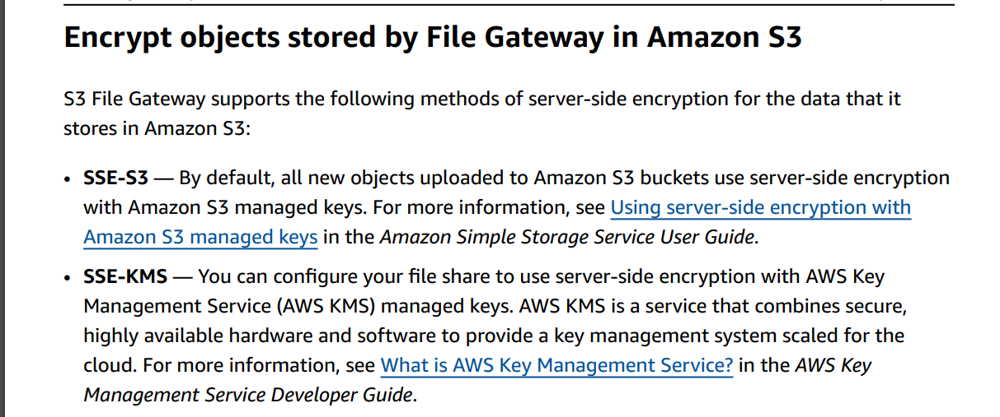 Encrypt objects stored by File Gateway in Amazon S3
S3 File Gateway supports the following methods of server-side encryption for the data that it
stores in Amazon S3:
• SSE-S3 — By default, all new objects uploaded to Amazon S3 buckets use server-side encryption
with Amazon S3 managed keys. For more information, see Using server-side encryption with
Amazon S3 managed keys in the Amazon Simple Storage Service User Guide.
• SSE-KMS — You can configure your file share to use server-side encryption with AWS Key
Management Service (AWS KMS) managed keys. AWS KMS is a service that combines secure,
highly available hardware and software to provide a key management system scaled for the
cloud. For more information, see What is AWS Key Management Service? in the AWS Key
Management Service Developer Guide.